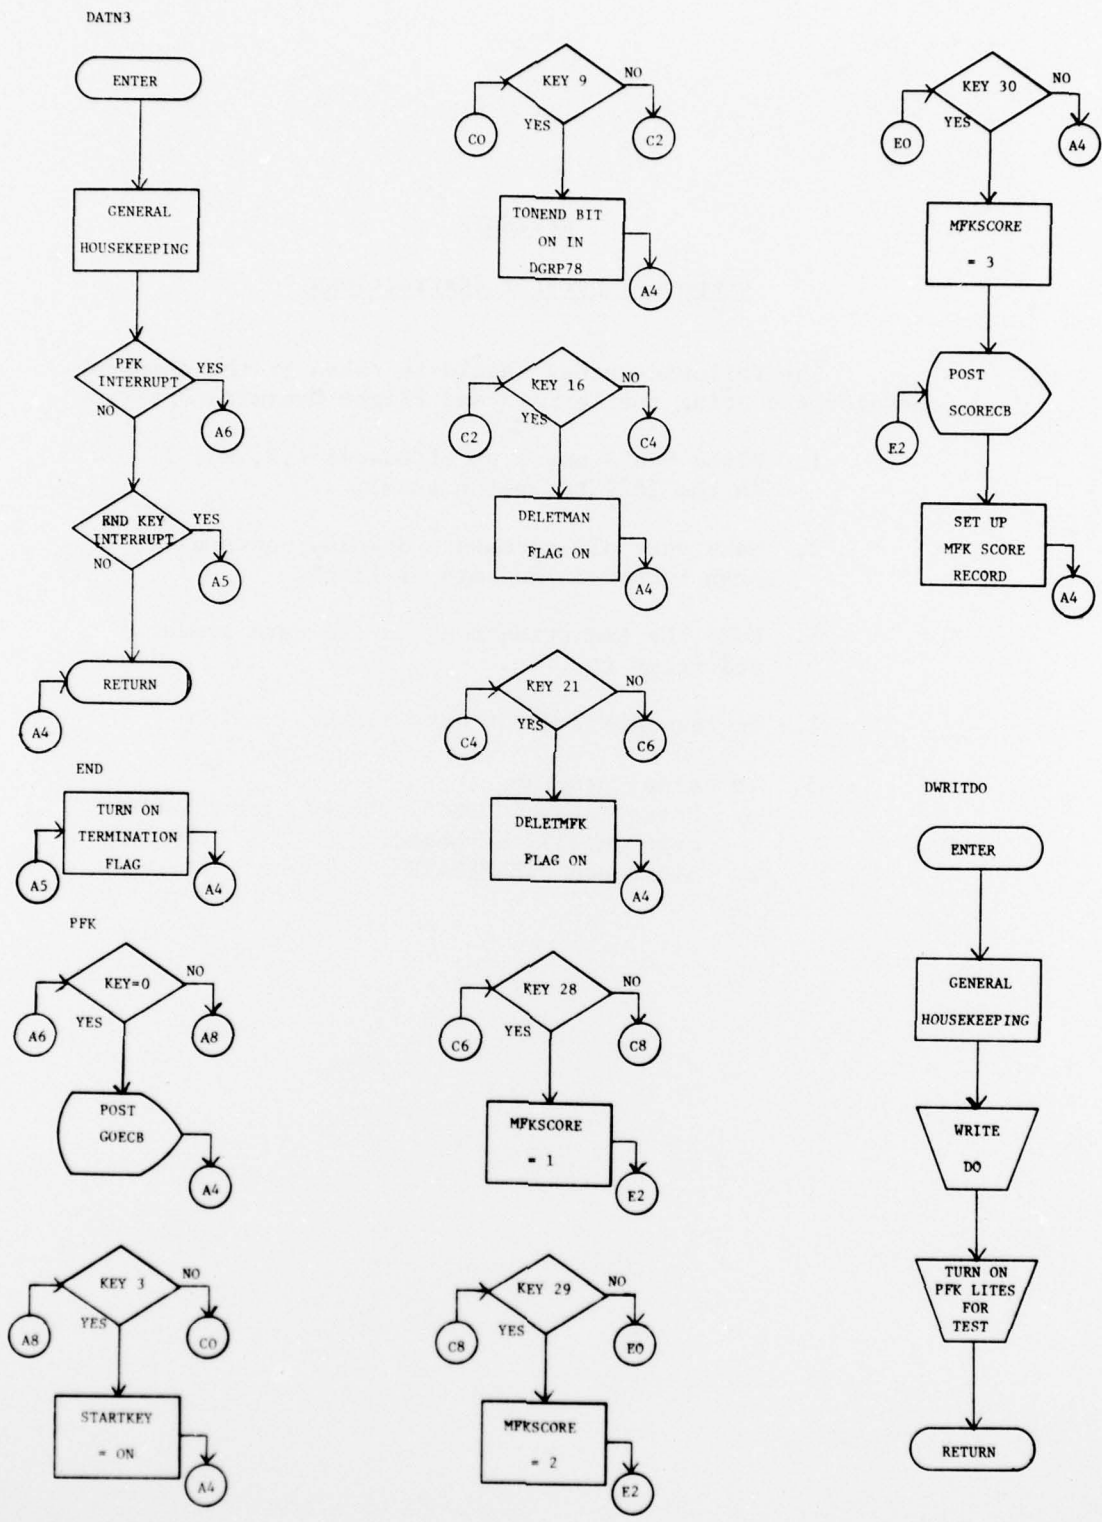 DATN3
ENTER
GENERAL
HOUSEKEEPING
PFK
INTERRUPT
YES
NO
A6
RND KEY
INTERRUPT
YES
NO
A5
RETURN
A4
END
TURN ON
TERMINATION
FLAG
A5
A4
PFK
KEY=0
NO
YES
A6
A8
POST
GOECB
A4
KEY 3
NO
YES
A8
C0
STARTKEY
= ON
A4
KEY 9
NO
YES
C0
C2
TONEND BIT
ON IN
DGRP78
A4
KEY 16
NO
YES
C2
C4
DELETMAN
FLAG ON
A4
KEY 21
NO
YES
C4
C6
DELETMFK
FLAG ON
A4
KEY 28
NO
YES
C6
C8
MFKSCORE
= 1
E2
KEY 29
NO
YES
C8
E0
MFKSCORE
= 2
E2
KEY 30
NO
YES
E0
A4
MFKSCORE
= 3
POST
SCORECB
E2
SET UP
MFK SCORE
RECORD
A4
DWRITDO
ENTER
GENERAL
HOUSEKEEPING
WRITE
DO
TURN ON
PFK LITES
FOR
TEST
RETURN